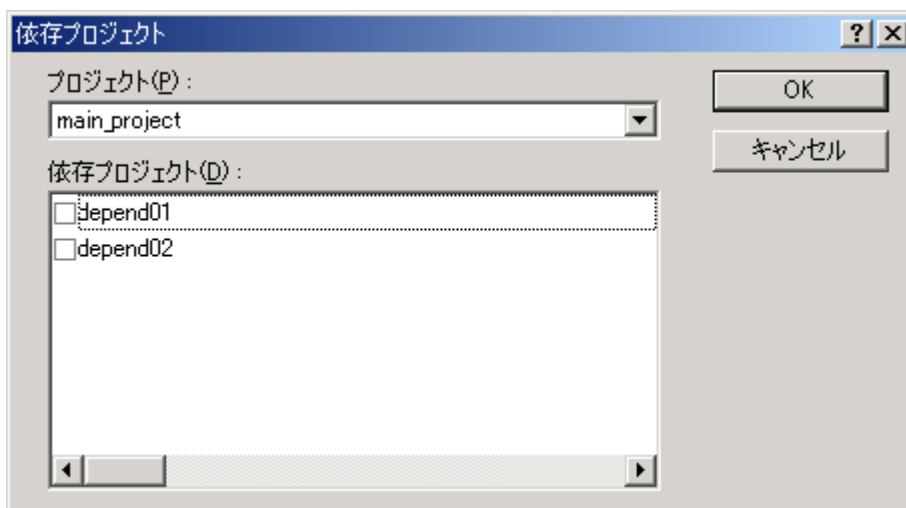 依存プロジェクト
プロジェクト(P) :
main_project
OK
キャンセル
依存プロジェクト(D) :
depend01
depend02